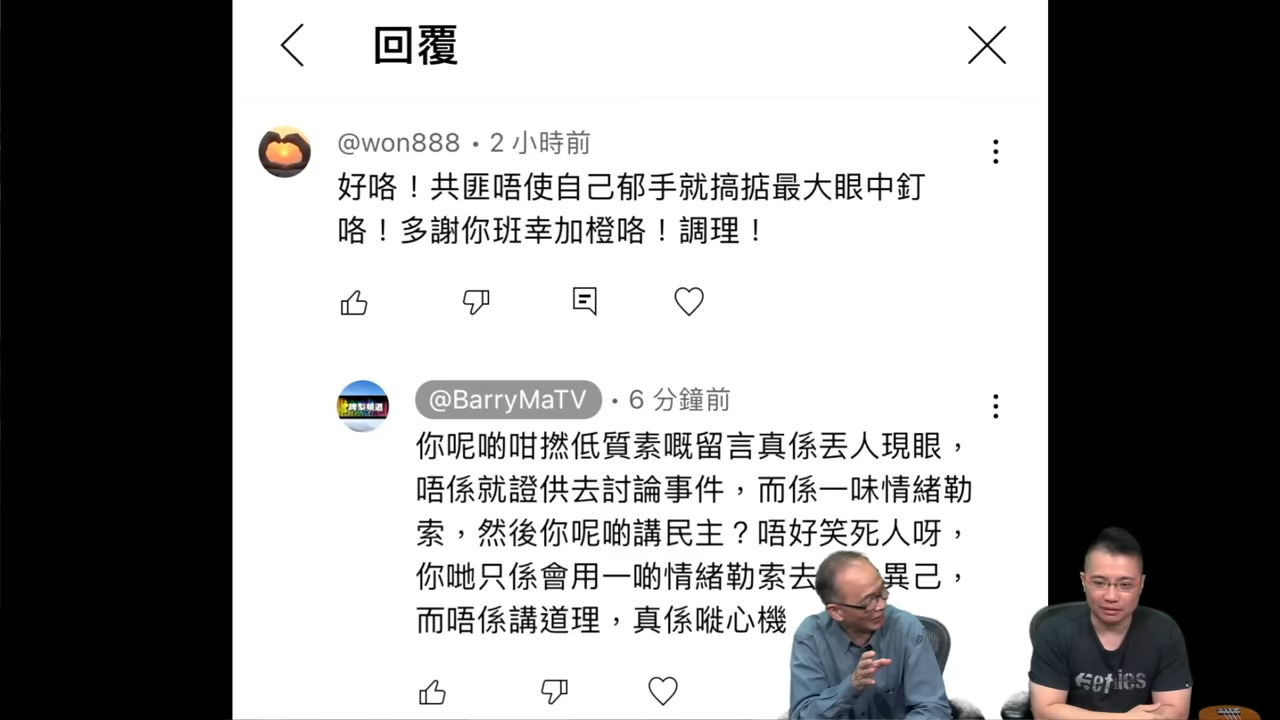 回覆
@won888 • 2 小時前
好咯！共匪唔使自己郁手就搞掂最大眼中釘
咯！多謝你班幸加橙咯！調理！
@BarryMaTV • 6 分鐘前
你呢啲咁撚低質素嘅留言真係丟人現眼，
唔係就證供去討論事件，而係一味情緒勒
索，然後你呢啲講民主？唔好笑死人呀，
你哋只係會用一啲情緒勒索去 異己，
而唔係講道理，真係嘥心機
etnies